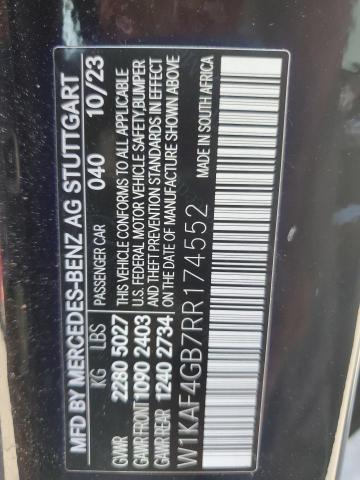 MFD BY MERCEDES-BENZ AG STUTTGART
PASSENGER CAR 040 10/23
KG LBS
GVWR 2280 5027
GAWR FRONT 1090 2403
GAWR REAR 1240 2734
THIS VEHICLE CONFORMS TO ALL APPLICABLE
U.S. FEDERAL MOTOR VEHICLE SAFETY, BUMPER
AND THEFT PREVENTION STANDARDS IN EFFECT
ON THE DATE OF MANUFACTURE SHOWN ABOVE
MADE IN SOUTH AFRICA
W1KAF4GB7RR174552